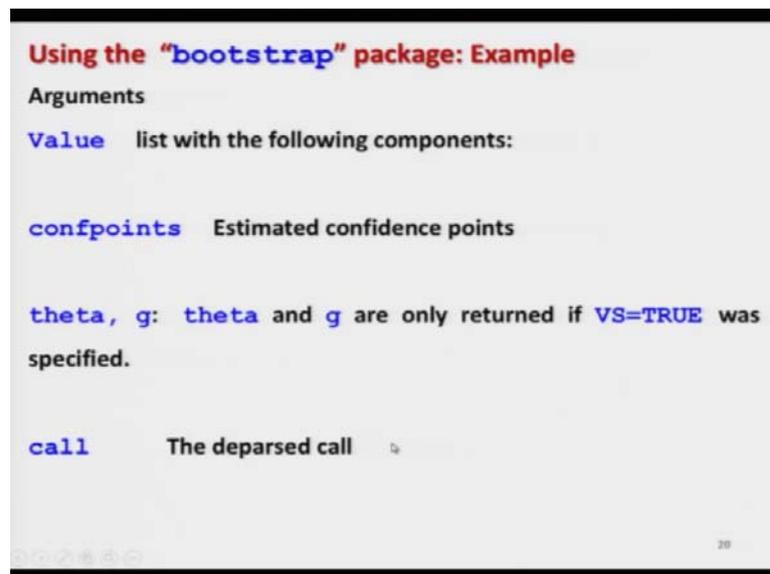 Using the “bootstrap” package: Example
Arguments
Value list with the following components:
confpoints Estimated confidence points
theta, g: theta and g are only returned if VS=TRUE was
specified.
call The deparsed call
20